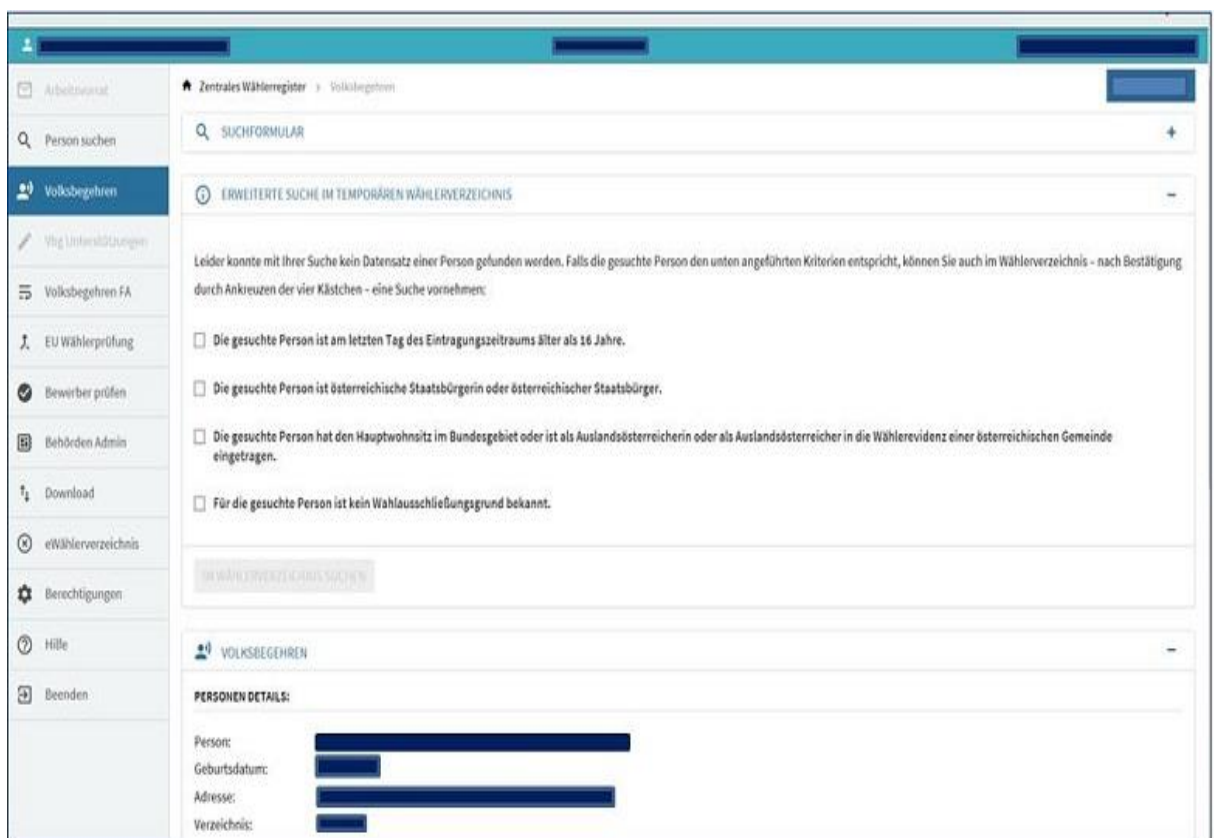 Zentrales Wählerregister > Volksbegehren
Arbeitsvorrat
Person suchen
Volksbegehren
Vbg Unterstützungen
Volksbegehren FA
EU Wählerprüfung
Bewerber prüfen
Behörden Admin
Download
eWählerverzeichnis
Berechtigungen
Hilfe
Beenden
SUCHFORMULAR
ERWEITERTE SUCHE IM TEMPORÄREN WÄHLERVERZEICHNIS
Leider konnte mit Ihrer Suche kein Datensatz einer Person gefunden werden. Falls die gesuchte Person den unten angeführten Kriterien entspricht, können Sie auch im Wählerverzeichnis – nach Bestätigung
durch Ankreuzen der vier Kästchen – eine Suche vornehmen:
Die gesuchte Person ist am letzten Tag des Eintragungszeitraums älter als 16 Jahre.
Die gesuchte Person ist österreichische Staatsbürgerin oder österreichischer Staatsbürger.
Die gesuchte Person hat den Hauptwohnsitz im Bundesgebiet oder ist als Auslandsösterreicherin oder als Auslandsösterreicher in die Wählerevidenz einer österreichischen Gemeinde
eingetragen.
Für die gesuchte Person ist kein Wahlausschließungsgrund bekannt.
IM WÄHLERVERZEICHNIS SUCHEN
VOLKSBEGEHREN
PERSONEN DETAILS:
Person:
Geburtsdatum:
Adresse:
Verzeichnis: